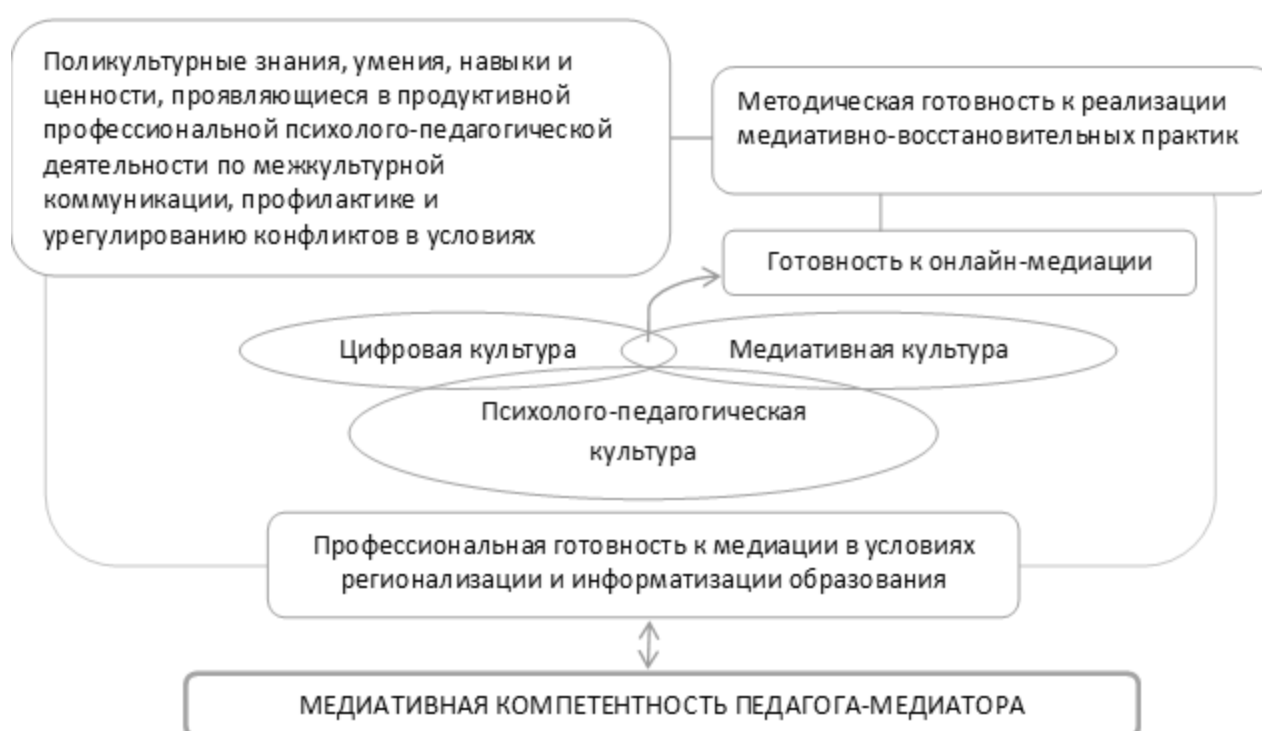 Поликультурные знания, умения, навыки и
ценности, проявляющиеся в продуктивной
профессиональной психолого-педагогической
деятельности по межкультурной
коммуникации, профилактике и
урегулированию конфликтов в условиях
Методическая готовность к реализации
медиативно-восстановительных практик
Готовность к онлайн-медиации
Цифровая культура
Медиативная культура
Психолого-педагогическая
культура
Профессиональная готовность к медиации в условиях
регионализации и информатизации образования
МЕДИАТИВНАЯ КОМПЕТЕНТНОСТЬ ПЕДАГОГА-МЕДИАТОРА